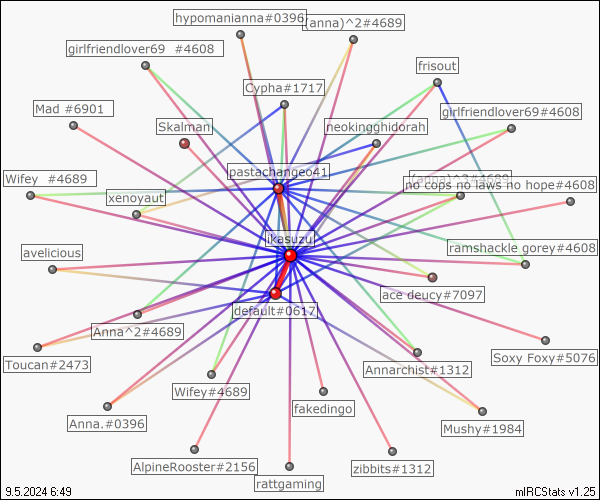 hypomanianna#0396
(anna)^2#4689
girlfriendlover69 #4608
frisout
Cypha#1717
Mad #6901
girlfriendlover69#4608
Skalman
neokingghidorah
pastachangeo41
Wifey #4689
(anna)^3#4689
no cops no laws no hope#4608
xenoyaut
ikasuzu
avelicious
ramshackle gorey#4608
ace deucy#7097
default#0617
Anna^2#4689
Toucan#2473
Annarchist#1312
Soxy Foxy#5076
Wifey#4689
fakedingo
Anna.#0396
Mushy#1984
AlpineRooster#2156
zibbits#1312
rattgaming
9.5.2024 6:49
mIRCStats v1.25